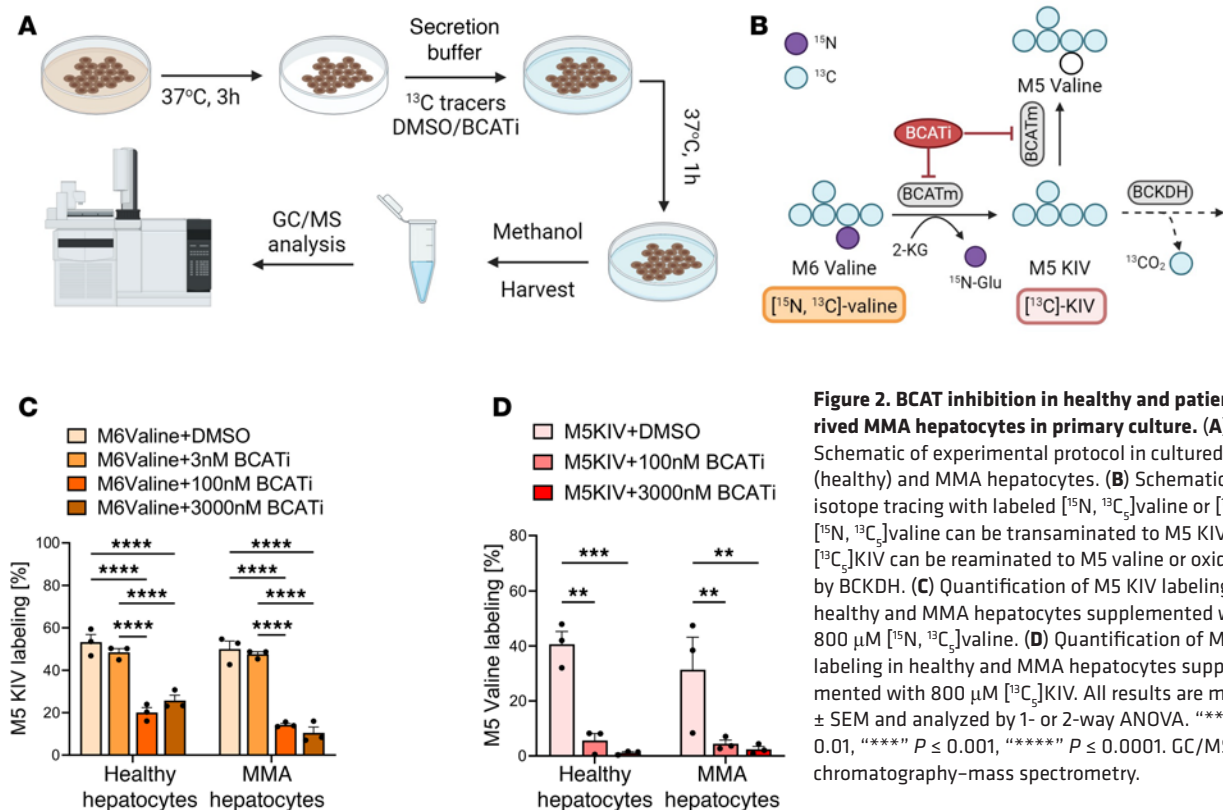 A
37°C, 3h
Secretion
buffer
¹³C tracers
DMSO/BCATi
37°C, 1h
Methanol
Harvest
GC/MS
analysis
B
¹⁵N
¹³C
M5 Valine
BCATi
BCATm
BCATm
BCKDH
2-KG
¹⁵N-Glu
¹³CO₂
M6 Valine
M5 KIV
[¹⁵N, ¹³C]-valine
[¹³C]-KIV
C
M6Valine+DMSO
M6Valine+3nM BCATi
M6Valine+100nM BCATi
M6Valine+3000nM BCATi
M5 KIV labeling [%]
100
80
60
40
20
0
**** ****
**** ****
**** ****
**** ****
Healthy hepatocytes
MMA hepatocytes
D
M5KIV+DMSO
M5KIV+100nM BCATi
M5KIV+3000nM BCATi
M5 Valine labeling [%]
80
60
40
20
0
*** **
** **
Healthy hepatocytes
MMA hepatocytes
Figure 2. BCAT inhibition in healthy and patie
rived MMA hepatocytes in primary culture. (A)
Schematic of experimental protocol in cultured
(healthy) and MMA hepatocytes. (B) Schematic
isotope tracing with labeled [¹⁵N, ¹³C₅]valine or [
[¹⁵N, ¹³C₅]valine can be transaminated to M5 KIV
[¹³C₅]KIV can be reaminated to M5 valine or oxid
by BCKDH. (C) Quantification of M5 KIV labeling
healthy and MMA hepatocytes supplemented w
800 μM [¹⁵N, ¹³C₅]valine. (D) Quantification of M
labeling in healthy and MMA hepatocytes supp
mented with 800 μM [¹³C₅]KIV. All results are m
± SEM and analyzed by 1- or 2-way ANOVA. “**
0.01, “***” P ≤ 0.001, “****” P ≤ 0.0001. GC/MS
chromatography–mass spectrometry.